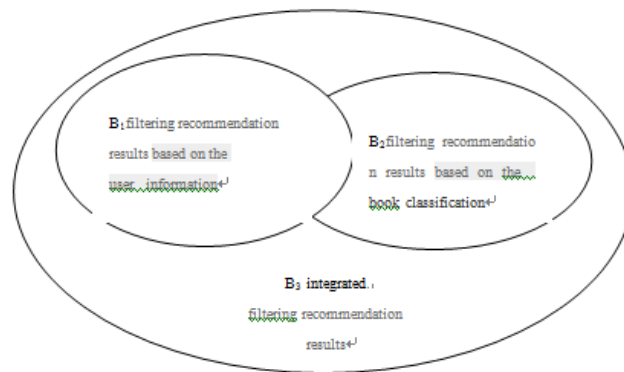 B₁filtering recommendation
results based on the
user information↵
B₂filtering recommendatio
n results based on the
book classification↵
B₃ integrated
filtering recommendation
results↵